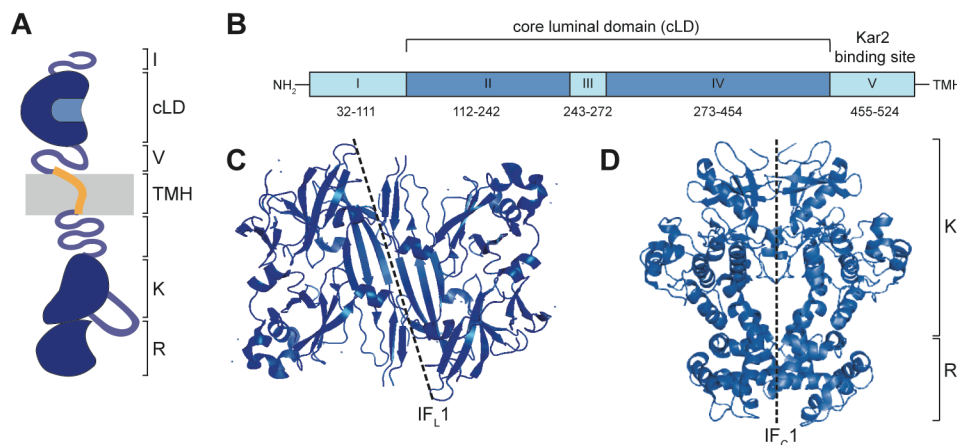 A
I
cLD
V
TMH
K
R
B
core luminal domain (cLD)
Kar2
binding site
NH2
I
II
III
IV
V
TMH
32-111
112-242
243-272
273-454
455-524
C
IFL1
D
K
R
IFC1